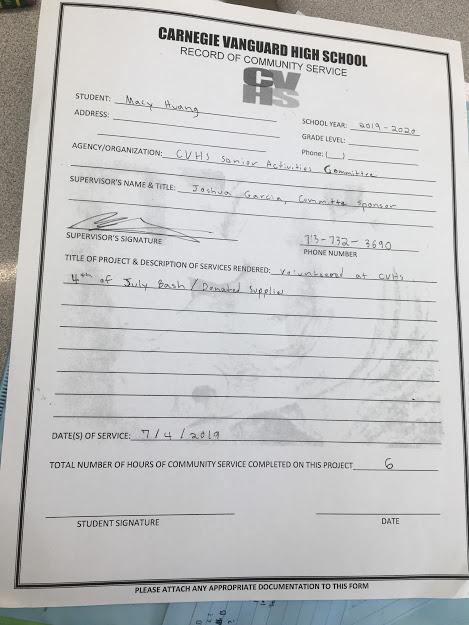 CARNEGIE VANGUARD HIGH SCHOOL
RECORD OF COMMUNITY SERVICE
CV
HS
STUDENT: Macy Huang
SCHOOL YEAR: 2019-2020
ADDRESS:
GRADE LEVEL:
Phone: ( )
AGENCY/ORGANIZATION: CVHS Senior Activities Committee
SUPERVISOR'S NAME & TITLE: Joshua Garcia, Committe Sponsor
SUPERVISOR'S SIGNATURE
713-732-3690
PHONE NUMBER
TITLE OF PROJECT & DESCRIPTION OF SERVICES RENDERED: Volunteered at CVHS
4th of July Bash / Donated Supplies
DATE(S) OF SERVICE: 7/4/2019
TOTAL NUMBER OF HOURS OF COMMUNITY SERVICE COMPLETED ON THIS PROJECT 6
STUDENT SIGNATURE
DATE
PLEASE ATTACH ANY APPROPRIATE DOCUMENTATION TO THIS FORM